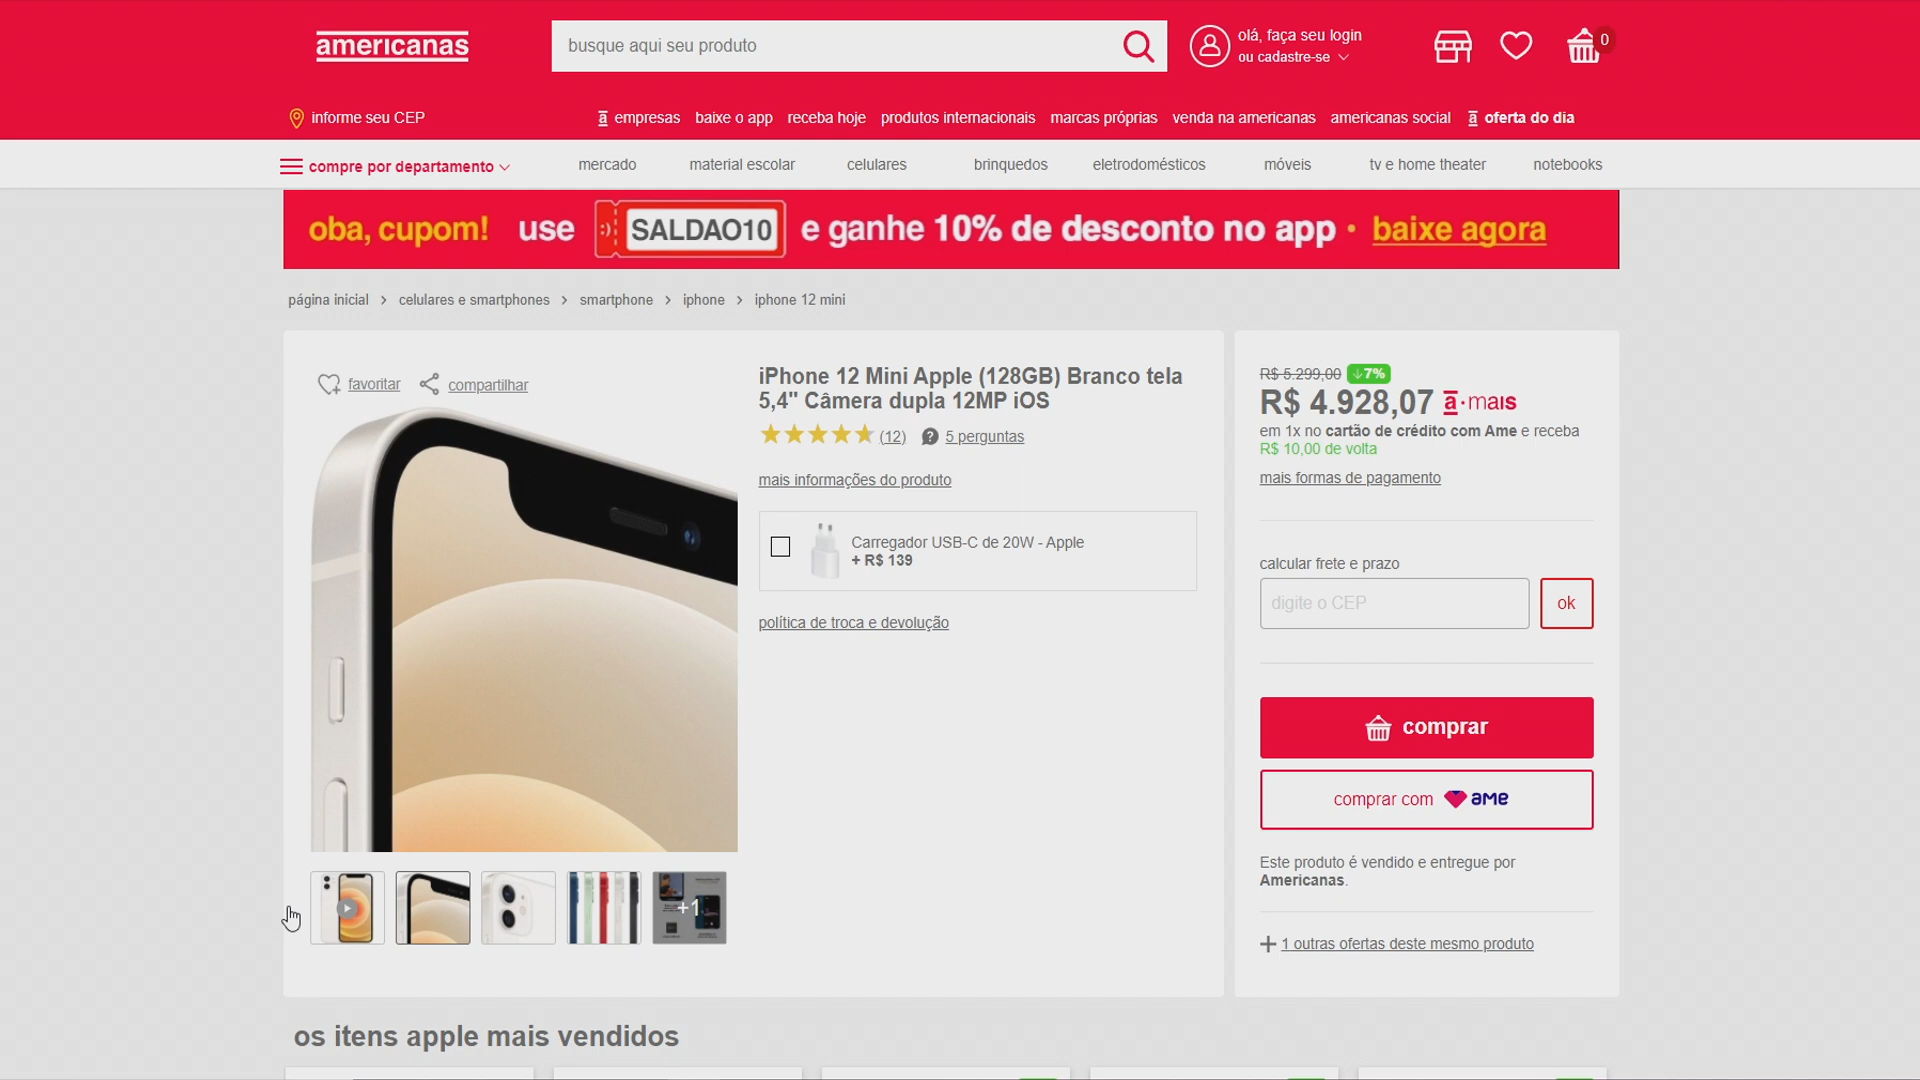 americanas
busque aqui seu produto
olá, faça seu login
ou cadastre-se
0
informe seu CEP
a empresas baixe o app receba hoje produtos internacionais marcas próprias venda na americanas americanas social a oferta do dia
compre por departamento mercado material escolar celulares brinquedos eletrodomésticos móveis tv e home theater notebooks
oba, cupom! use :) SALDAO10 e ganhe 10% de desconto no app • baixe agora
página inicial > celulares e smartphones > smartphone > iphone > iphone 12 mini
favoritar compartilhar
iPhone 12 Mini Apple (128GB) Branco tela
5,4" Câmera dupla 12MP iOS
(12) ? 5 perguntas
mais informações do produto
Carregador USB-C de 20W - Apple
+ R$ 139
política de troca e devolução
+1
R$ 5.299,00 ↓7%
R$ 4.928,07 a·mais
em 1x no cartão de crédito com Ame e receba
R$ 10,00 de volta
mais formas de pagamento
calcular frete e prazo
digite o CEP ok
comprar
comprar com ame
Este produto é vendido e entregue por
Americanas.
+ 1 outras ofertas deste mesmo produto
os itens apple mais vendidos